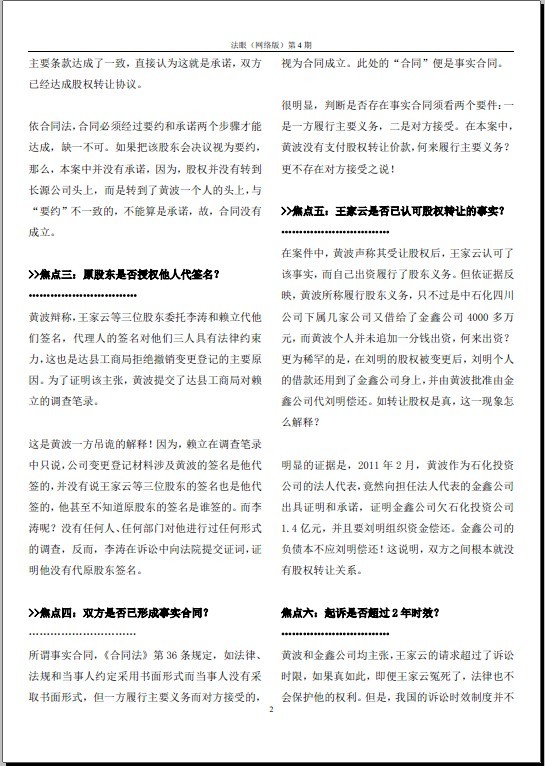 法眼（网络版）第 4 期
主要条款达成了一致，直接认为这就是承诺，双方
已经达成股权转让协议。
依合同法，合同必须经过要约和承诺两个步骤才能
达成，缺一不可。如果把该股东会决议视为要约，
那么，本案中并没有承诺，因为，股权并没有转到
长源公司头上，而是转到了黄波一个人的头上，与
“要约”不一致的，不能算是承诺，故，合同没有
成立。
>>焦点三：原股东是否授权他人代签名？
黄波辩称，王家云等三位股东委托李涛和赖立代他
们签名，代理人的签名对他们三人具有法律约束
力，这也是达县工商局拒绝撤销变更登记的主要原
因。为了证明该主张，黄波提交了达县工商局对赖
立的调查笔录。
这是黄波一方吊诡的解释！因为，赖立在调查笔录
中只说，公司变更登记材料涉及黄波的签名是他代
签的，并没有说王家云等三位股东的签名也是他代
签的，他甚至不知道原股东的签名是谁签的。而李
涛呢？没有任何人、任何部门对他进行过任何形式
的调查，反而，李涛在诉讼中向法院提交证词，证
明他没有代原股东签名。
>>焦点四：双方是否已形成事实合同？
所谓事实合同，《合同法》第 36 条规定，如法律、
法规和当事人约定采用书面形式而当事人没有采
取书面形式，但一方履行主要义务而对方接受的，
视为合同成立。此处的“合同”便是事实合同。
很明显，判断是否存在事实合同须看两个要件：一
是一方履行主要义务，二是对方接受。在本案中，
黄波没有支付股权转让价款，何来履行主要义务？
更不存在对方接受之说！
>>焦点五：王家云是否已认可股权转让的事实？
在案件中，黄波声称其受让股权后，王家云认可了
该事实，而自己出资履行了股东义务。但依证据反
映，黄波所称履行股东义务，只不过是中石化四川
公司下属几家公司又借给了金鑫公司 4000 多万
元，而黄波个人并未追加一分钱出资，何来出资？
更为稀罕的是，在刘明的股权被变更后，刘明个人
的借款还用到了金鑫公司身上，并由黄波批准由金
鑫公司代刘明偿还。如转让股权是真，这一现象怎
么解释？
明显的证据是，2011 年 2 月，黄波作为石化投资
公司的法人代表，竟然向担任法人代表的金鑫公司
出具证明和承诺，证明金鑫公司欠石化投资公司
1.4 亿元，并且要刘明组织资金偿还。金鑫公司的
负债本不应刘明偿还！这说明，双方之间根本就没
有股权转让关系。
焦点六：起诉是否超过 2 年时效？
黄波和金鑫公司均主张，王家云的请求超过了诉讼
时限，如果真如此，即便王家云冤死了，法律也不
会保护他的权利。但是，我国的诉讼时效制度并不
2